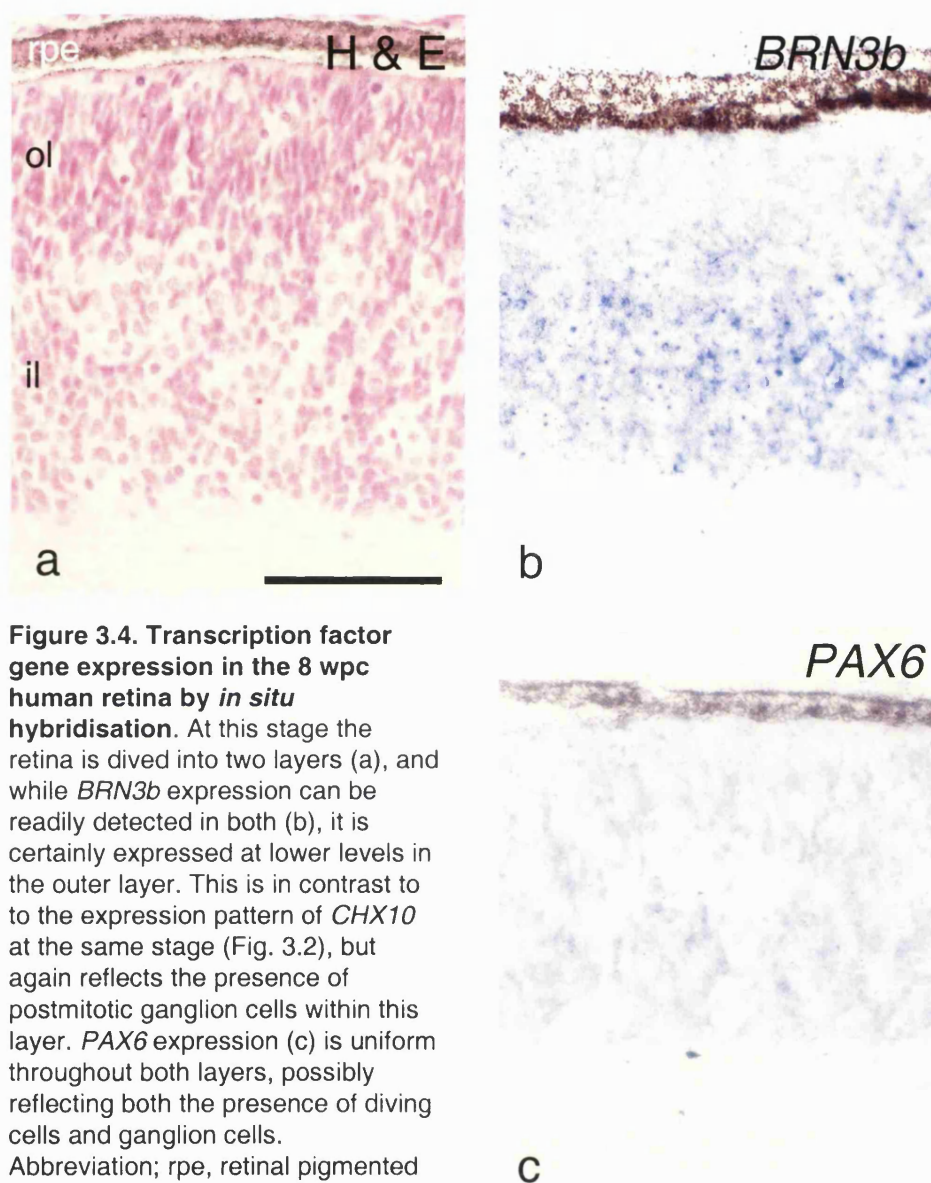 rpe
H & E
ol
il
a
BRN3b
b
Figure 3.4. Transcription factor
gene expression in the 8 wpc
human retina by in situ
hybridisation. At this stage the
retina is dived into two layers (a), and
while BRN3b expression can be
readily detected in both (b), it is
certainly expressed at lower levels in
the outer layer. This is in contrast to
to the expression pattern of CHX10
at the same stage (Fig. 3.2), but
again reflects the presence of
postmitotic ganglion cells within this
layer. PAX6 expression (c) is uniform
throughout both layers, possibly
reflecting both the presence of diving
cells and ganglion cells.
Abbreviation; rpe, retinal pigmented
PAX6
c